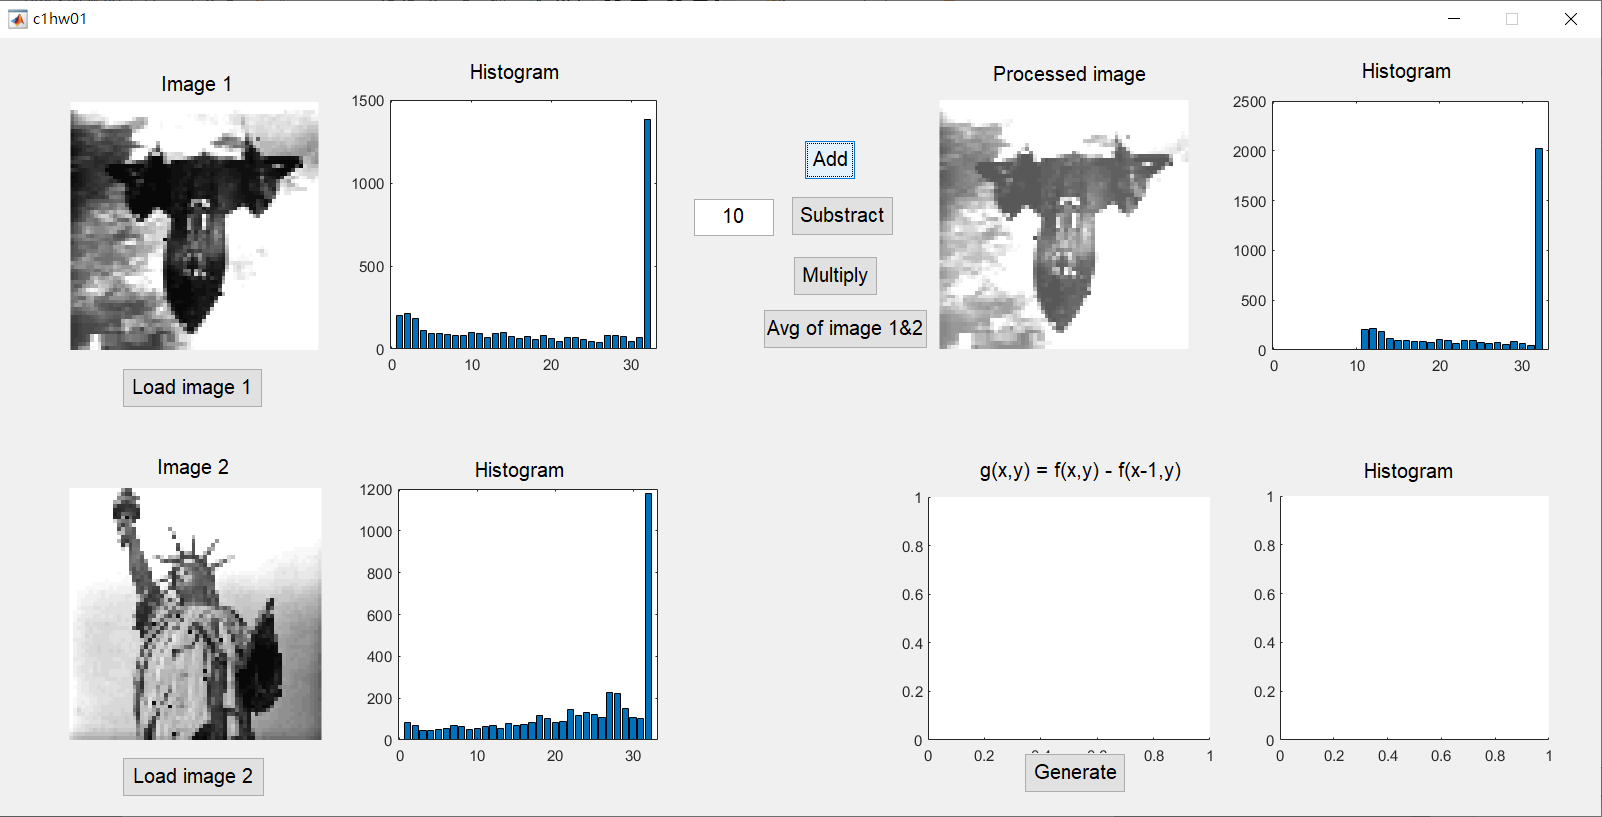 c1hw01
Image 1
Histogram
Processed image
Histogram
1500
1000
500
0
0 10 20 30
Add
10
Substract
Multiply
Avg of image 1&2
2500
2000
1500
1000
500
0
0 10 20 30
Load image 1
Image 2
Histogram
g(x,y) = f(x,y) - f(x-1,y)
Histogram
1200
1000
800
600
400
200
0
0 10 20 30
1
0.8
0.6
0.4
0.2
0
0 0.2 0.4 0.6 0.8 1
1
0.8
0.6
0.4
0.2
0
0 0.2 0.4 0.6 0.8 1
Load image 2
Generate